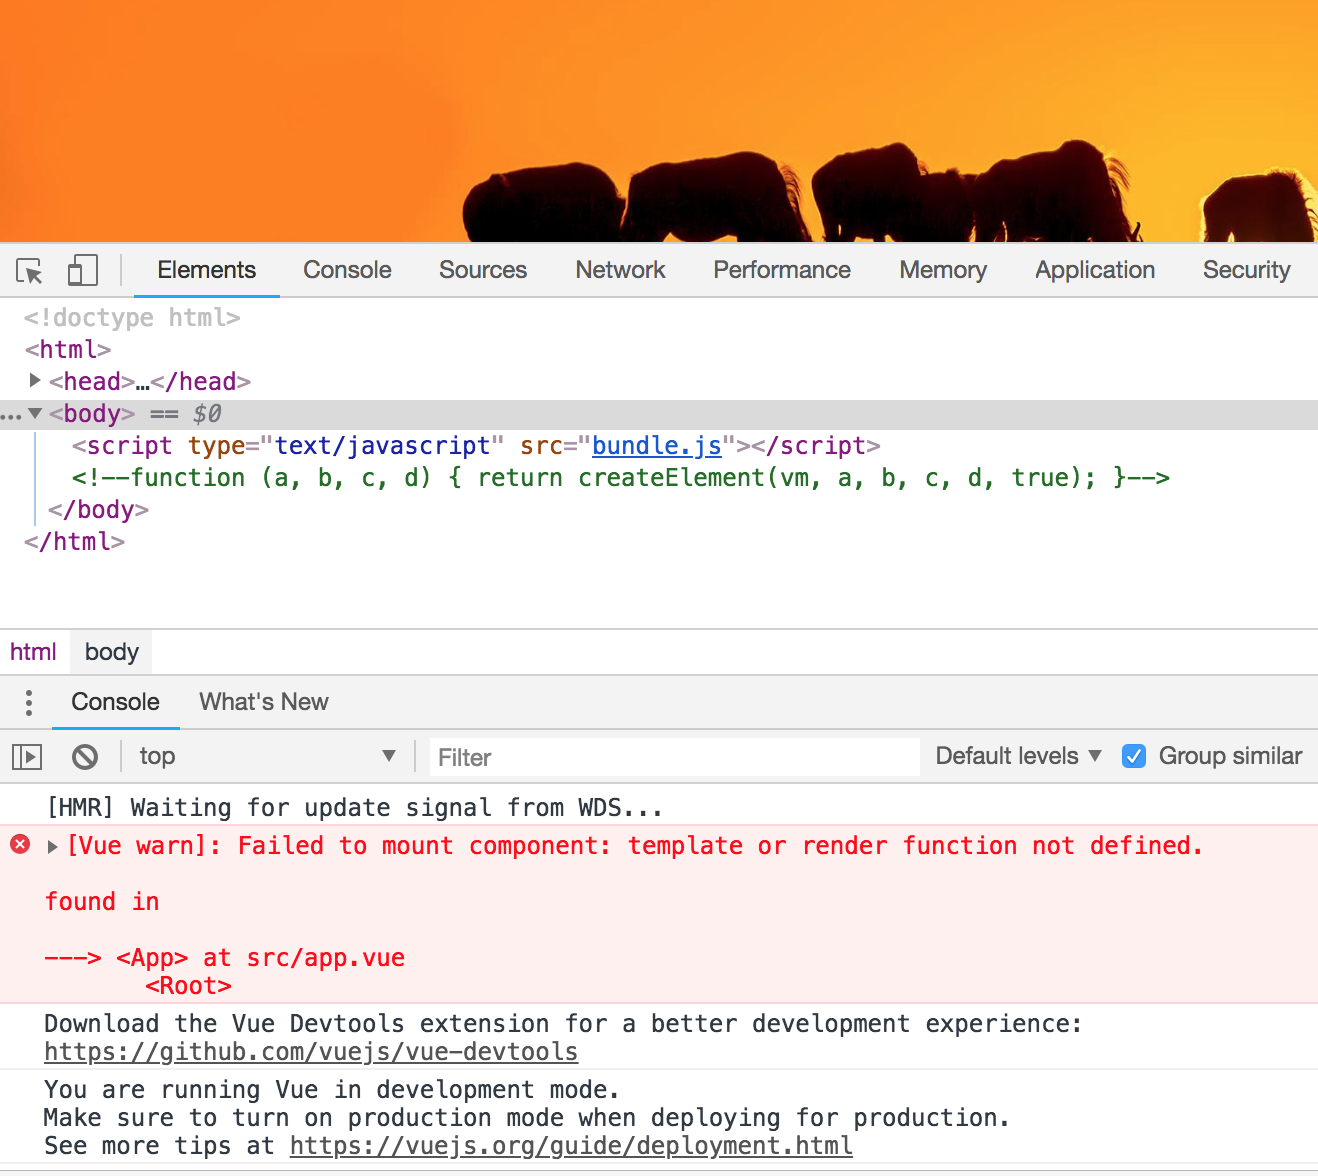 Elements Console Sources Network Performance Memory Application Security
<!doctype html>
<html>
<head>…</head>
… <body> == $0
<script type="text/javascript" src="bundle.js"></script>
<!--function (a, b, c, d) { return createElement(vm, a, b, c, d, true); }-->
</body>
</html>
html body
Console What's New
top Filter Default levels Group similar
[HMR] Waiting for update signal from WDS...
[Vue warn]: Failed to mount component: template or render function not defined.
found in
---> <App> at src/app.vue
<Root>
Download the Vue Devtools extension for a better development experience:
https://github.com/vuejs/vue-devtools
You are running Vue in development mode.
Make sure to turn on production mode when deploying for production.
See more tips at https://vuejs.org/guide/deployment.html